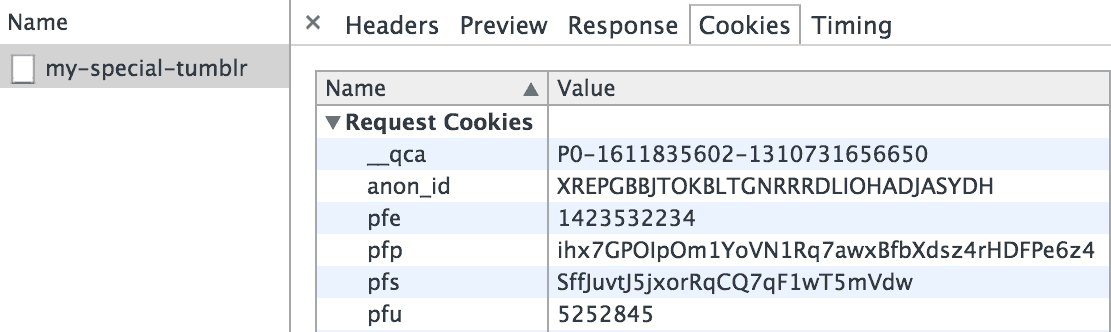 Name
× Headers Preview Response Cookies Timing
my-special-tumblr
Name ▲ Value
▼ Request Cookies
__qca P0-1611835602-1310731656650
anon_id XREPGBBJTOKBLTGNRRRDLIOHADJASYDH
pfe 1423532234
pfp ihx7GPOIpOm1YoVN1Rq7awxBfbXdsz4rHDFPe6z4
pfs SffJuvtJ5jxorRqCQ7qF1wT5mVdw
pfu 5252845